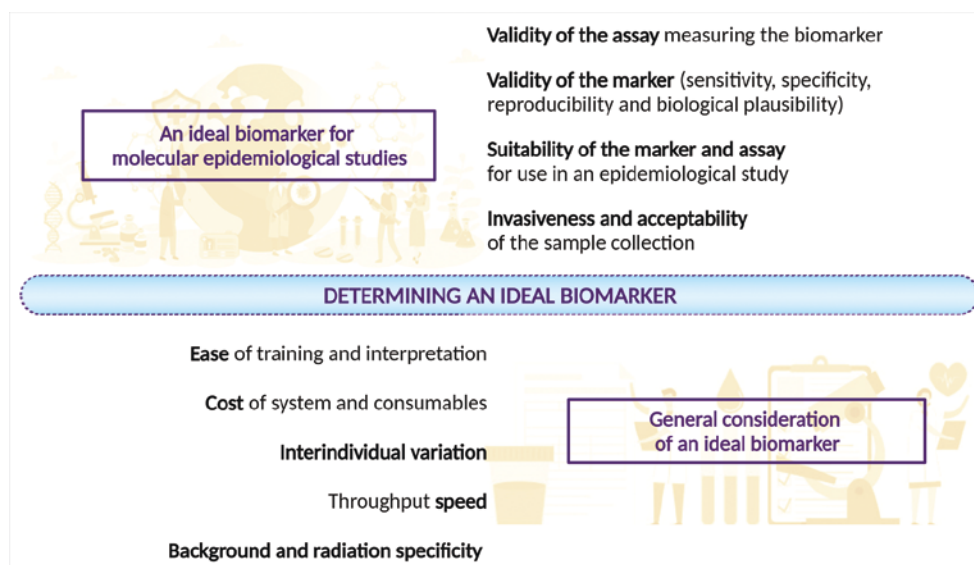 An ideal biomarker for
molecular epidemiological studies
Validity of the assay measuring the biomarker
Validity of the marker (sensitivity, specificity,
reproducibility and biological plausibility)
Suitability of the marker and assay
for use in an epidemiological study
Invasiveness and acceptability
of the sample collection
DETERMINING AN IDEAL BIOMARKER
Ease of training and interpretation
Cost of system and consumables
Interindividual variation
Throughput speed
Background and radiation specificity
General consideration
of an ideal biomarker